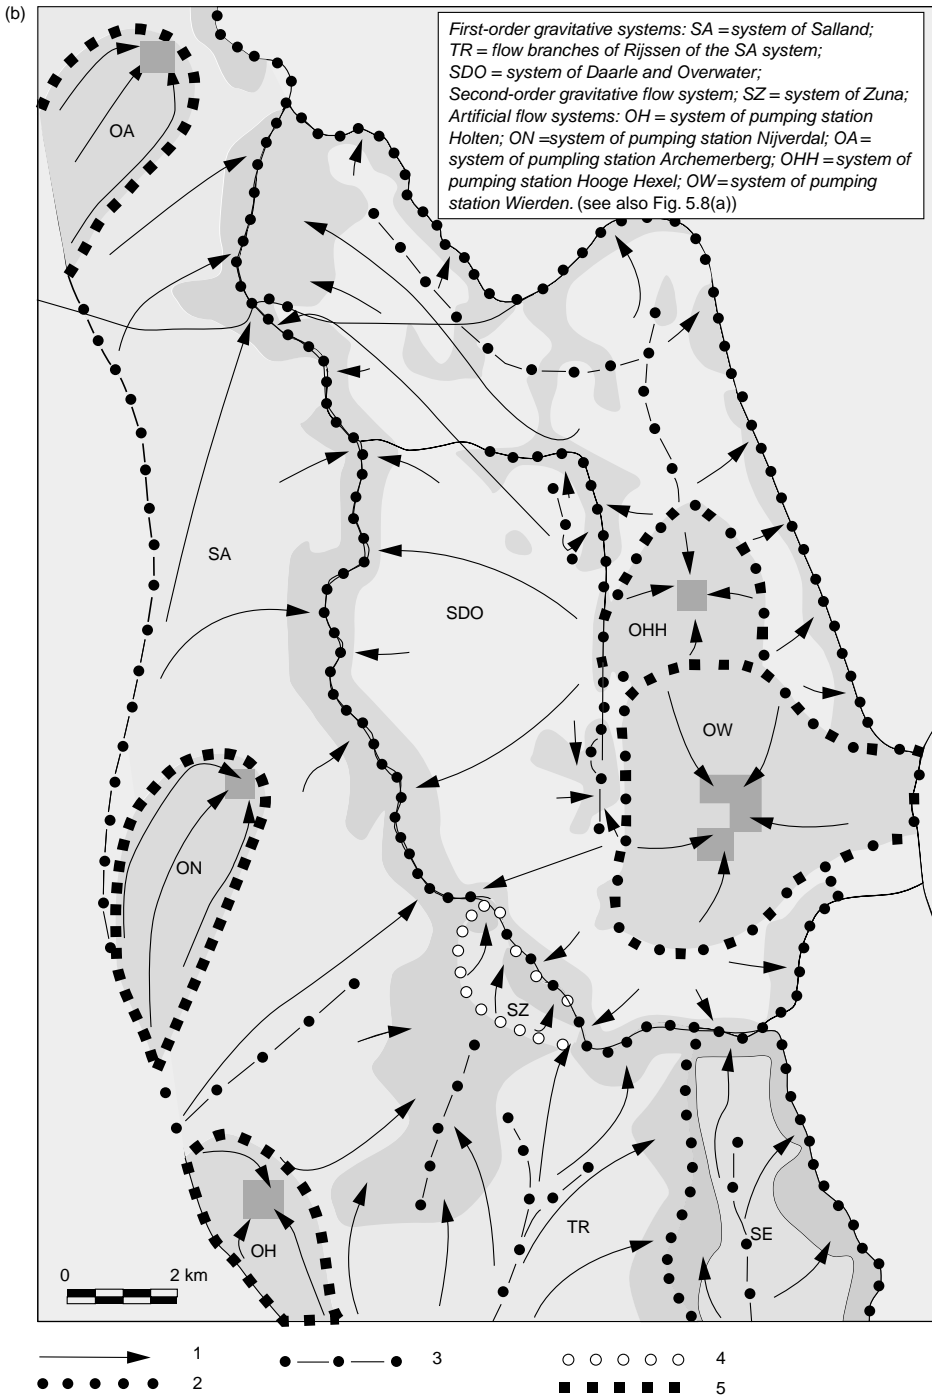 (b)
First-order gravitative systems: SA = system of Salland;
TR = flow branches of Rijssen of the SA system;
SDO = system of Daarle and Overwater;
Second-order gravitative flow system; SZ = system of Zuna;
Artificial flow systems: OH = system of pumping station
Holten; ON = system of pumping station Nijverdal; OA =
system of pumpling station Archemerberg; OHH = system of
pumping station Hooge Hexel; OW = system of pumping
station Wierden. (see also Fig. 5.8(a))
OA
SA
SDO
OHH
OW
ON
SZ
TR
SE
OH
0 2 km
1
3
4
2
5